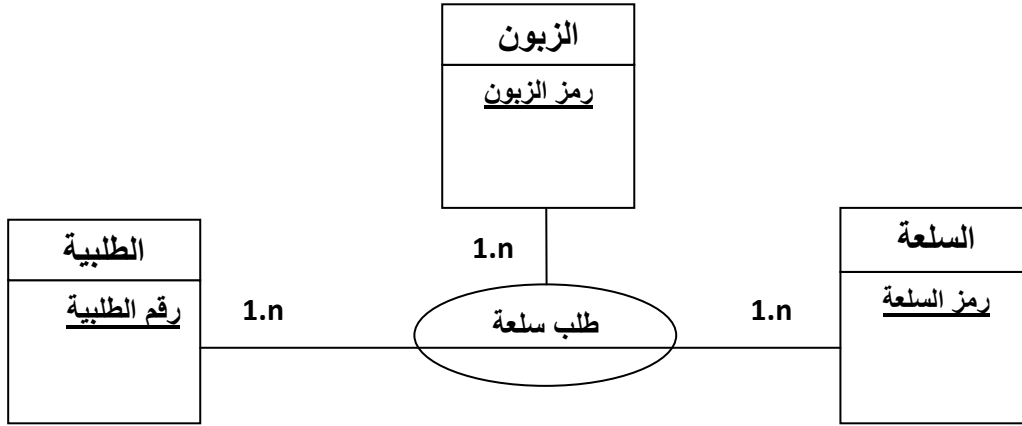 الزبون
رمز الزبون
الطلبية
رقم الطلبية
السلعة
رمز السلعة
1.n
1.n
1.n
طلب سلعة